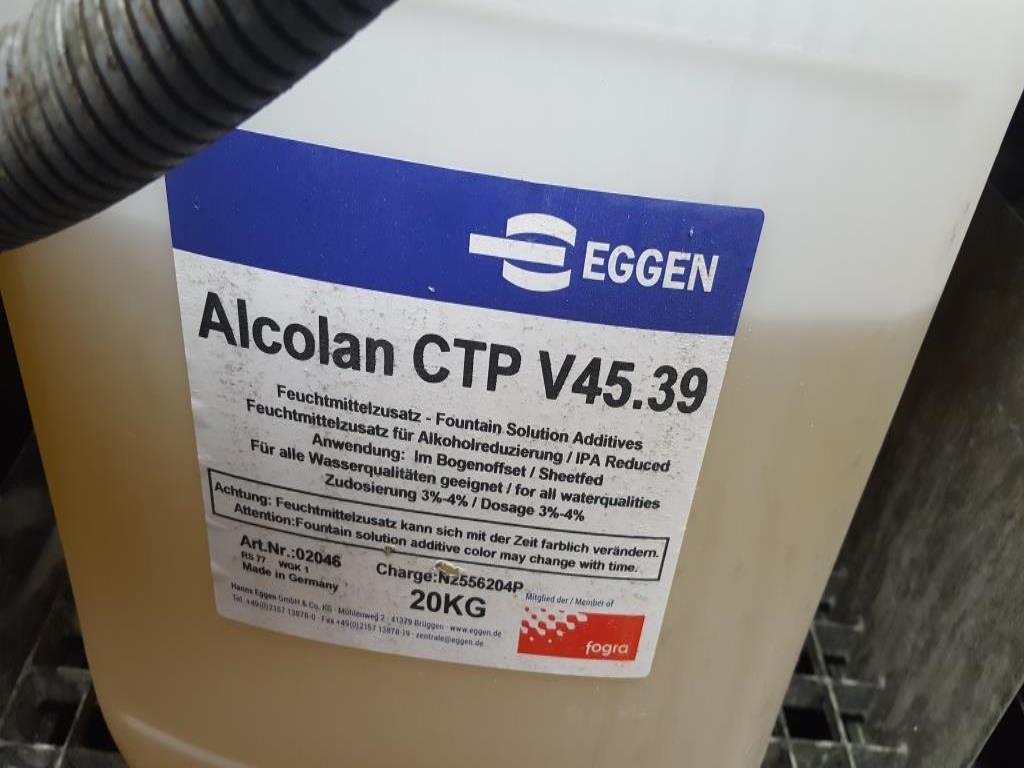 EGGEN
Alcolan CTP V45.39
Feuchtmittelzusatz - Fountain Solution Additives
Feuchtmittelzusatz für Alkoholreduzierung / IPA Reduced
Anwendung: Im Bogenoffset / Sheetfed
Für alle Wasserqualitäten geeignet / for all waterqualities
Zudosierung 3%-4% / Dosage 3%-4%
Achtung: Feuchtmittelzusatz kann sich mit der Zeit farblich verändern.
Attention:Fountain solution additive color may change with time.
Art.Nr.:02046
RS 77 WGK 1
Made in Germany
Charge:NZ556204P
20KG
Hanns Eggen GmbH & Co. KG · Mühlenweg 2 · 41379 Brüggen · www.eggen.de
Tel. +49(0)2157 13878-0 · Fax +49(0)2157 13878-19 · zentrale@eggen.de
Mitglied der / Member of
fogra